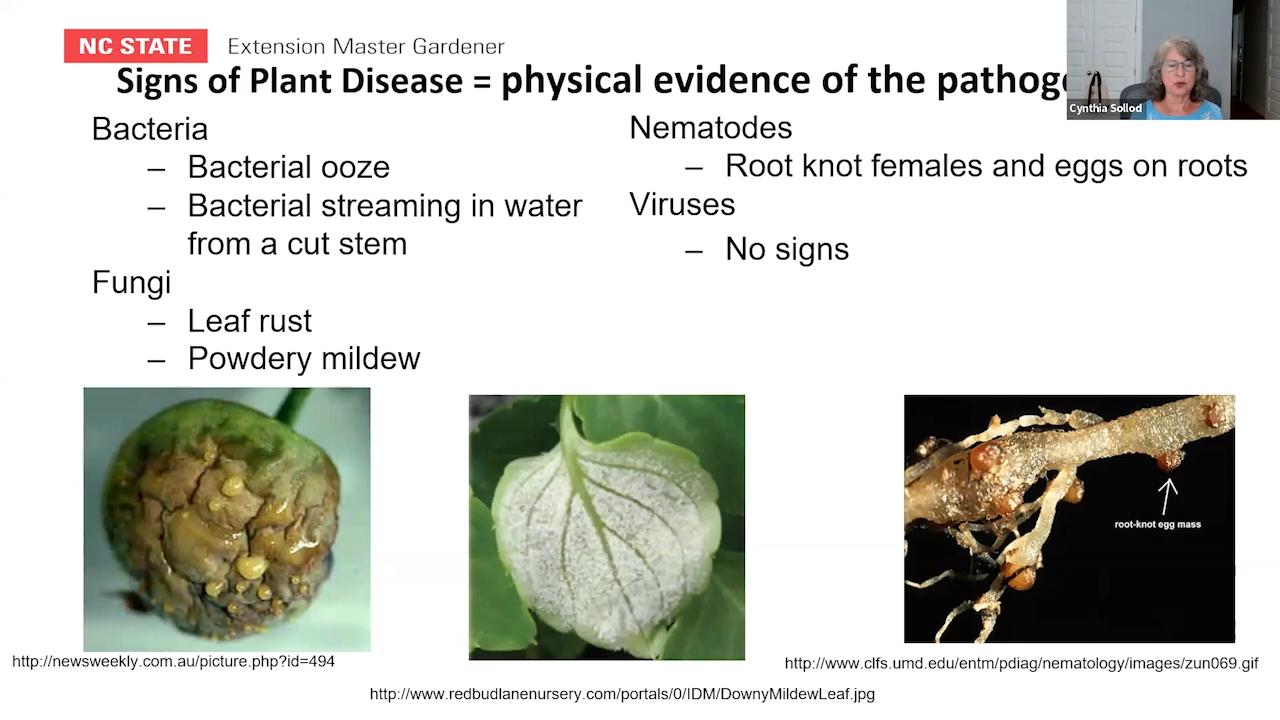 NC STATE Extension Master Gardener
Signs of Plant Disease = physical evidence of the
Cynthia Sollod
Bacteria
– Bacterial ooze
– Bacterial streaming in water
from a cut stem
Fungi
– Leaf rust
– Powdery mildew
Nematodes
– Root knot females and eggs on roots
Viruses
– No signs
root-knot egg mass
http://newsweekly.com.au/picture.php?id=494
http://www.redbudlanenursery.com/portals/0/IDM/DownyMildewLeaf.jpg
http://www.clfs.umd.edu/entm/pdiag/nematology/images/zun069.gif